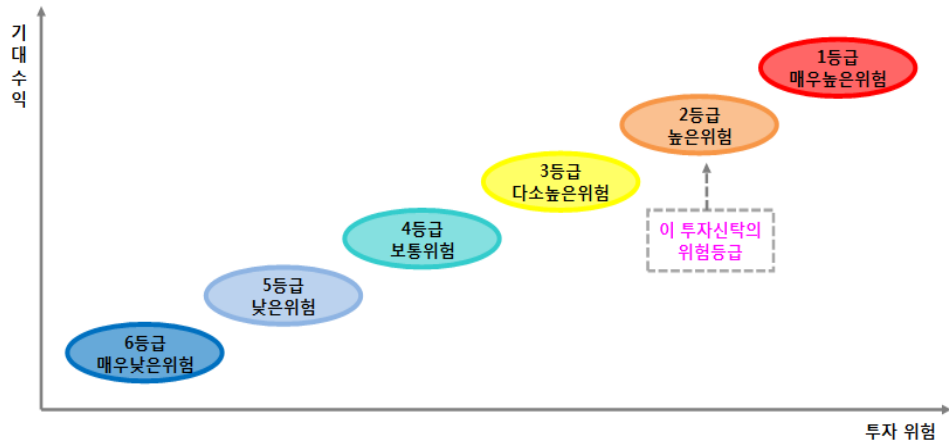 기대수익
1등급
매우높은위험
2등급
높은위험
3등급
다소높은위험
이 투자신탁의
위험등급
4등급
보통위험
5등급
낮은위험
6등급
매우낮은위험
투자 위험